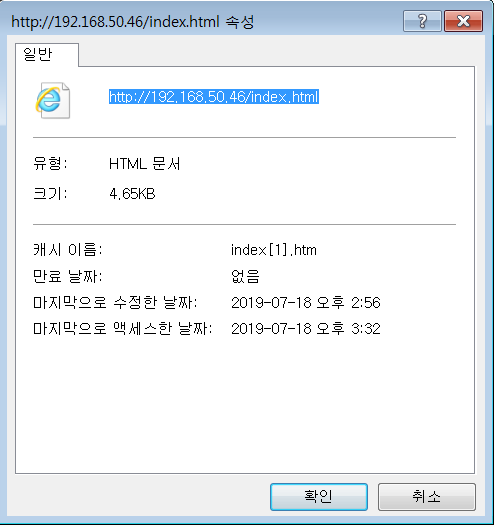 http://192.168.50.46/index.html 속성
일반
http://192.168.50.46/index.html
유형: HTML 문서
크기: 4.65KB
캐시 이름: index[1].htm
만료 날짜: 없음
마지막으로 수정한 날짜: 2019-07-18 오후 2:56
마지막으로 액세스한 날짜: 2019-07-18 오후 3:32
확인 취소